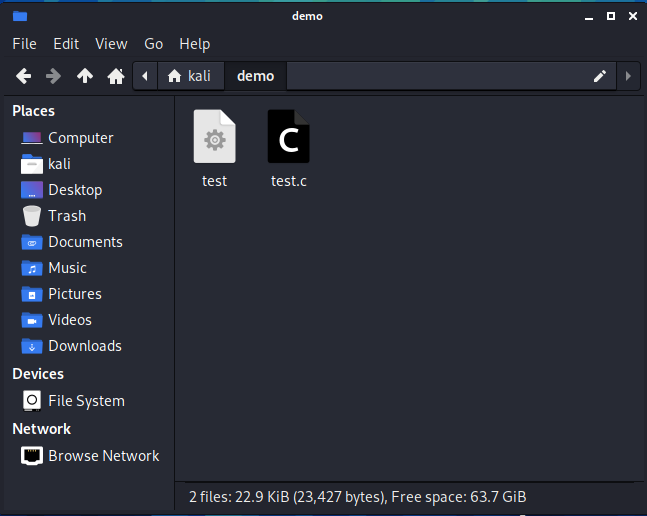 demo
File Edit View Go Help
kali demo
Places
Computer
kali
Desktop
Trash
Documents
Music
Pictures
Videos
Downloads
Devices
File System
Network
Browse Network
C
test test.c
2 files: 22.9 KiB (23,427 bytes), Free space: 63.7 GiB